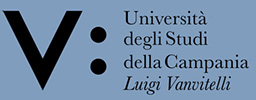 V:
Università
degli Studi
della Campania
Luigi Vanvitelli